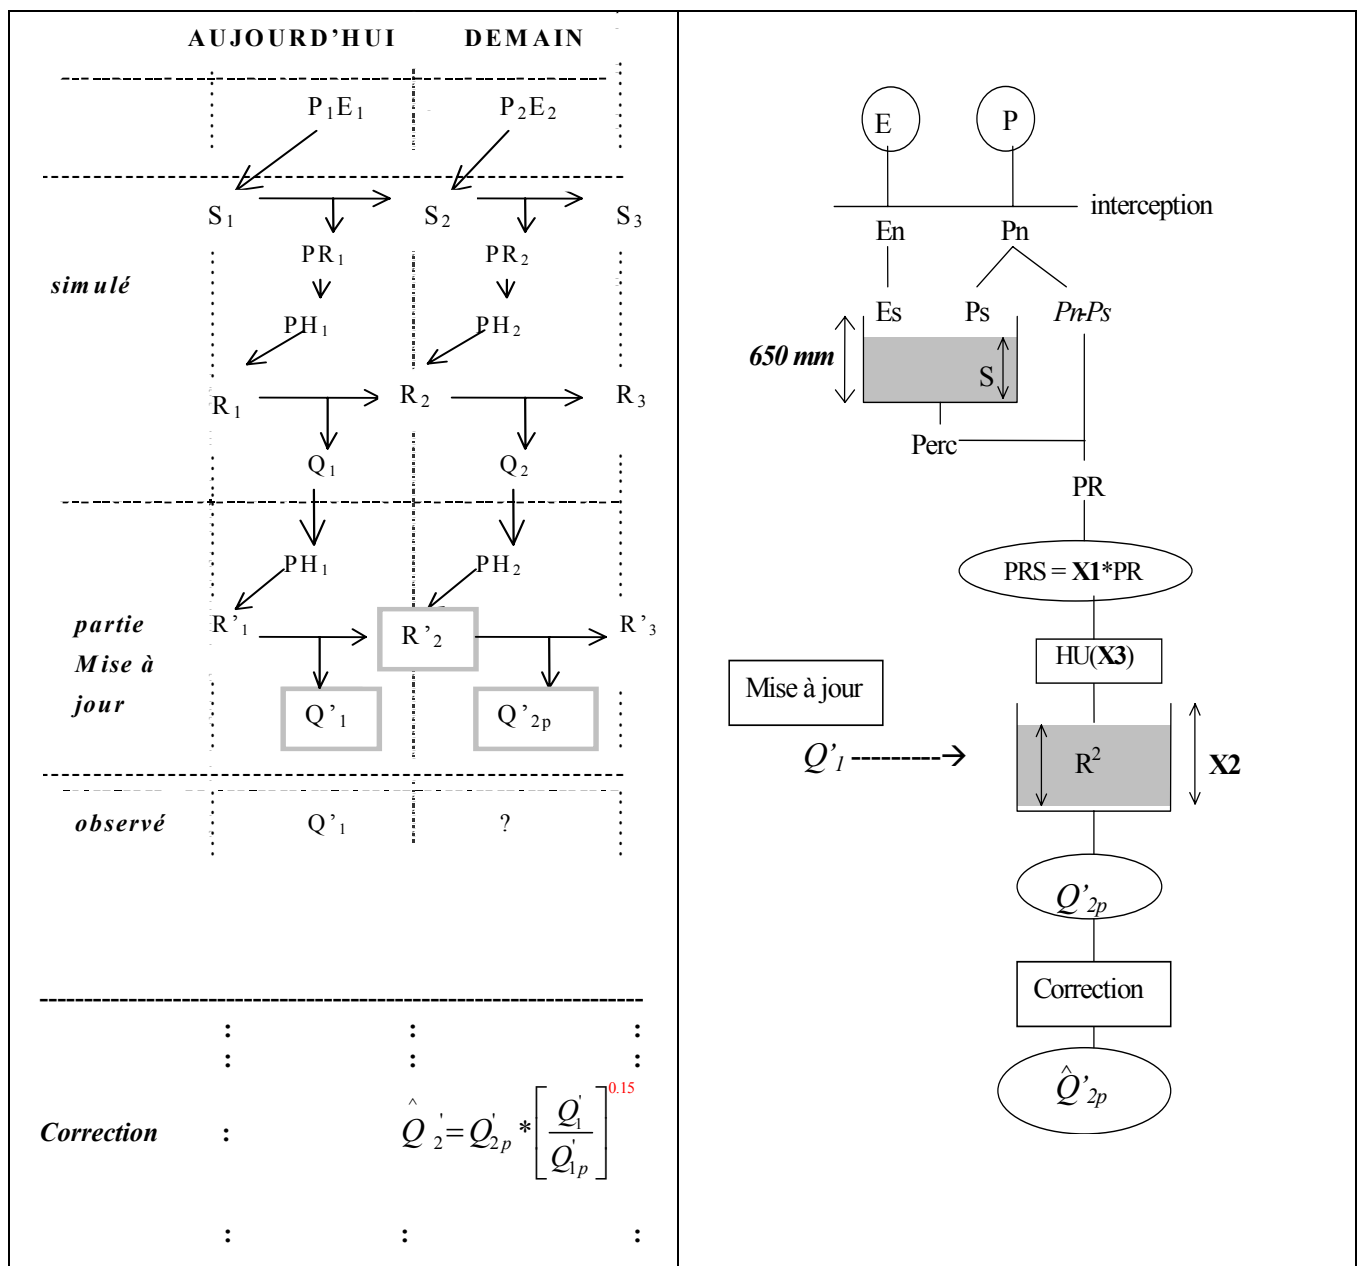 AUJOURD'HUI DEMAIN
P₁E₁ P₂E₂
S₁ S₂ S₃
PR₁ PR₂
simulé
PH₁ PH₂
R₁ R₂ R₃
Q₁ Q₂
PH₁ PH₂
partie
Mise à
jour
R'₁ R'₂ R'₃
Q'₁ Q'₂ₚ
observé Q'₁ ?
Correction : Q̂'₂ = Q'₂ₚ * [Q'₁ / Q'₁ₚ]^0.15
E P
interception
En Pn
Es Ps Pn-Ps
650 mm
S
Perc
PR
PRS = X1*PR
HU(X3)
Mise à jour
Q'₁ ---------→ R² X2
Q'₂ₚ
Correction
Q̂'₂ₚ